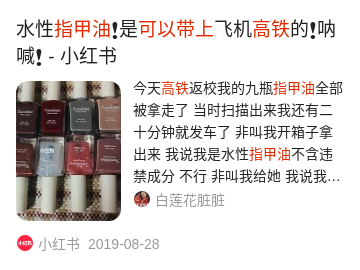 水性指甲油❗是可以带上飞机高铁的❗呐
喊❗ - 小红书
今天高铁返校我的九瓶指甲油全部
被拿走了 当时扫描出来我还有二
十分钟就发车了 非叫我开箱子拿
出来 我说我是水性指甲油不含违
禁成分 不行 非叫我给她 我说我...
白莲花脏脏
小红书 2019-08-28